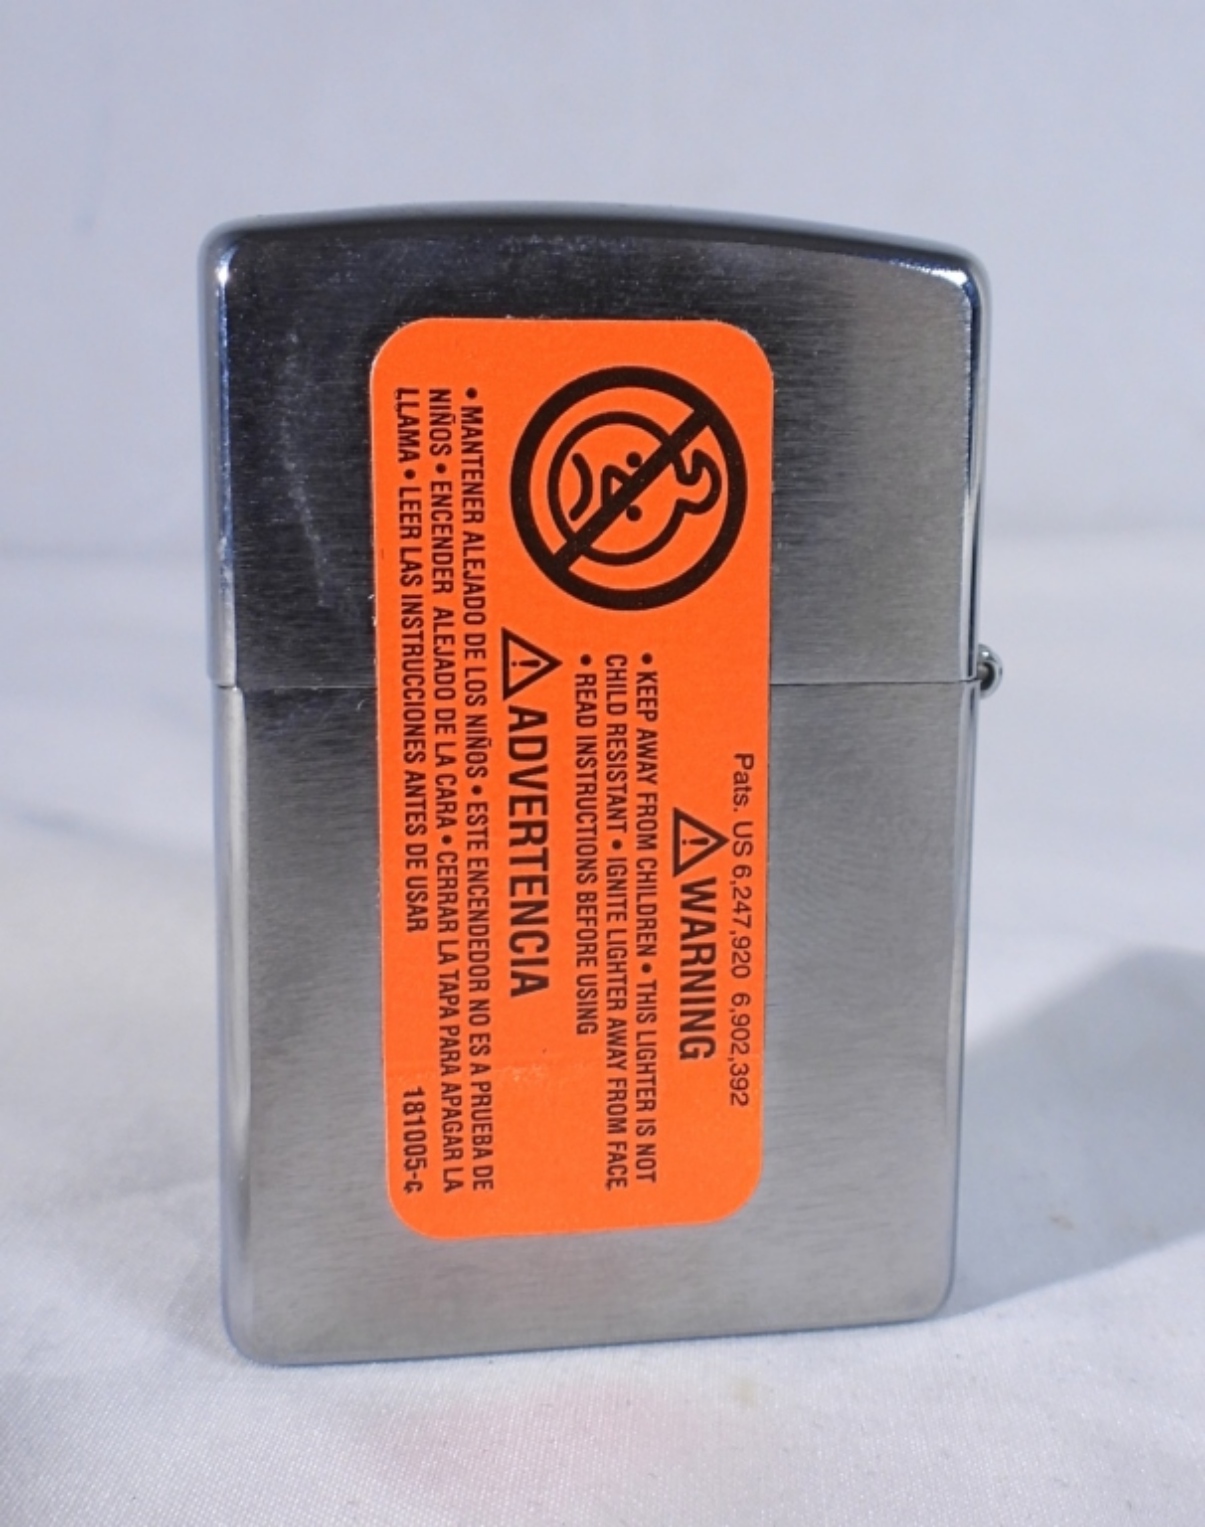 Pats. US 6,247,920 6,902,392
WARNING
• KEEP AWAY FROM CHILDREN • THIS LIGHTER IS NOT
CHILD RESISTANT • IGNITE LIGHTER AWAY FROM FACE
• READ INSTRUCTIONS BEFORE USING
ADVERTENCIA
• MANTENER ALEJADO DE LOS NIÑOS • ESTE ENCENDEDOR NO ES A PRUEBA DE
NIÑOS • ENCENDER ALEJADO DE LA CARA • CERRAR LA TAPA PARA APAGAR LA
LLAMA • LEER LAS INSTRUCCIONES ANTES DE USAR 181005-C